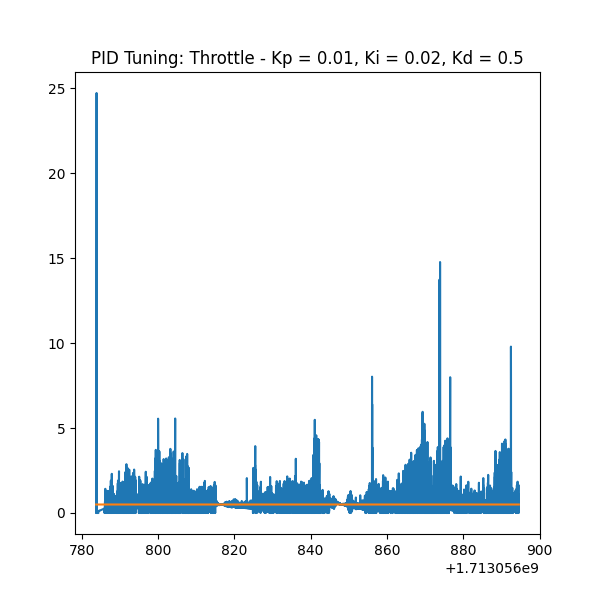 PID Tuning: Throttle - Kp = 0.01, Ki = 0.02, Kd = 0.5
25
20
15
10
5
0
780 800 820 840 860 880 900
+1.713056e9